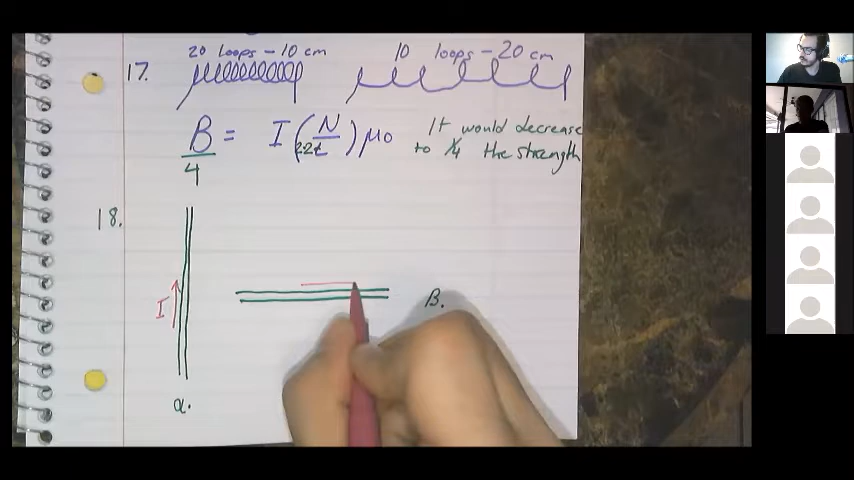 20 loops - 10 cm
10 loops - 20 cm
17.
B/4 = I (N/22ℓ) μ0
It would decrease
to 1/4 the strength
18.
I
B.
a.